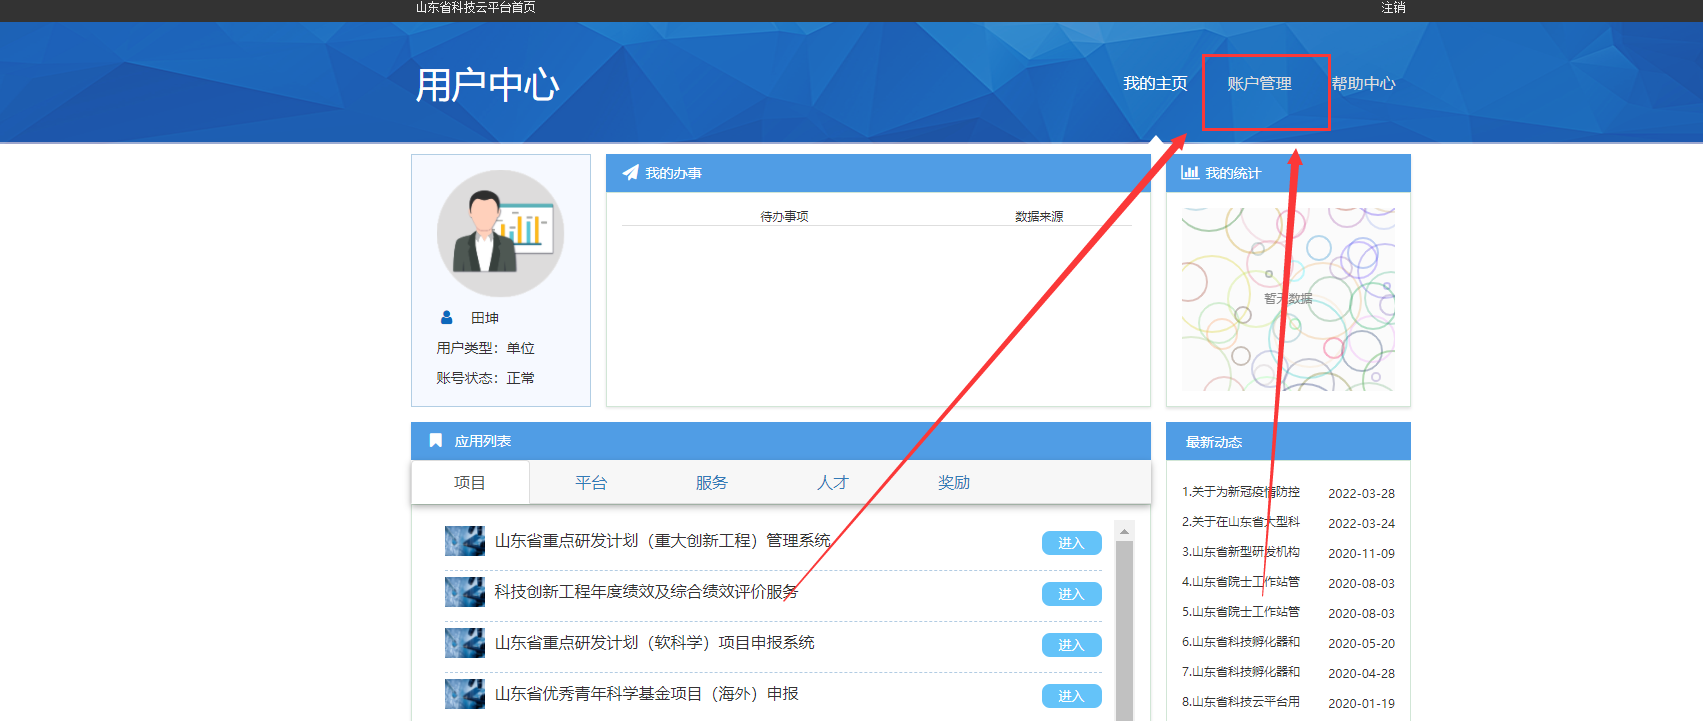 山东省科技云平台首页
注销
用户中心
我的主页
账户管理
帮助中心
田坤
用户类型：单位
账号状态：正常
我的办事
待办事项
数据来源
我的统计
暂无数据
应用列表
项目
平台
服务
人才
奖励
山东省重点研发计划（重大创新工程）管理系统
进入
科技创新工程年度绩效及综合绩效评价服务
进入
山东省重点研发计划（软科学）项目申报系统
进入
山东省优秀青年科学基金项目（海外）申报
进入
最新动态
1.关于为新冠疫情防控 2022-03-28
2.关于在山东省大型科 2022-03-24
3.山东省新型研发机构 2020-11-09
4.山东省院士工作站管 2020-08-03
5.山东省院士工作站管 2020-08-03
6.山东省科技孵化器和 2020-05-20
7.山东省科技孵化器和 2020-04-28
8.山东省科技云平台用 2020-01-19